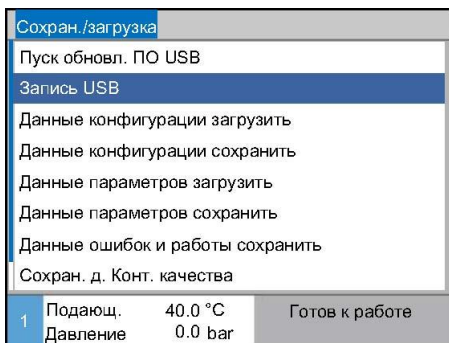 Сохран./загрузка
Пуск обновл. ПО USB
Запись USB
Данные конфигурации загрузить
Данные конфигурации сохранить
Данные параметров загрузить
Данные параметров сохранить
Данные ошибок и работы сохранить
Сохран. д. Конт. качества
1 Подающ. 40.0 °C Готов к работе
Давление 0.0 bar